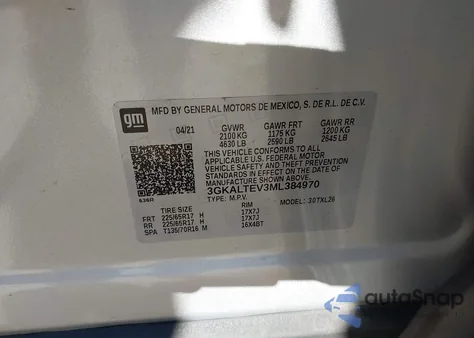 gm MFD BY GENERAL MOTORS DE MEXICO, S. DE R.L. DE C.V.
04/21 GVWR GAWR FRT GAWR RR
2100 KG 1175 KG 1200 KG
4630 LB 2590 LB 2645 LB
THIS VEHICLE CONFORMS TO ALL
APPLICABLE U.S. FEDERAL MOTOR
VEHICLE SAFETY AND THEFT PREVENTION
STANDARDS IN EFFECT ON THE DATE OF
MANUFACTURE SHOWN ABOVE.
3GKALTEV3ML384970
TYPE: M.P.V. MODEL: 30TXL26
TIRE SIZE RIM
FRT 225/65R17 H 17X7J
RR 225/65R17 H 17X7J
SPA T135/70R16 M 16X4BT
autoSnap